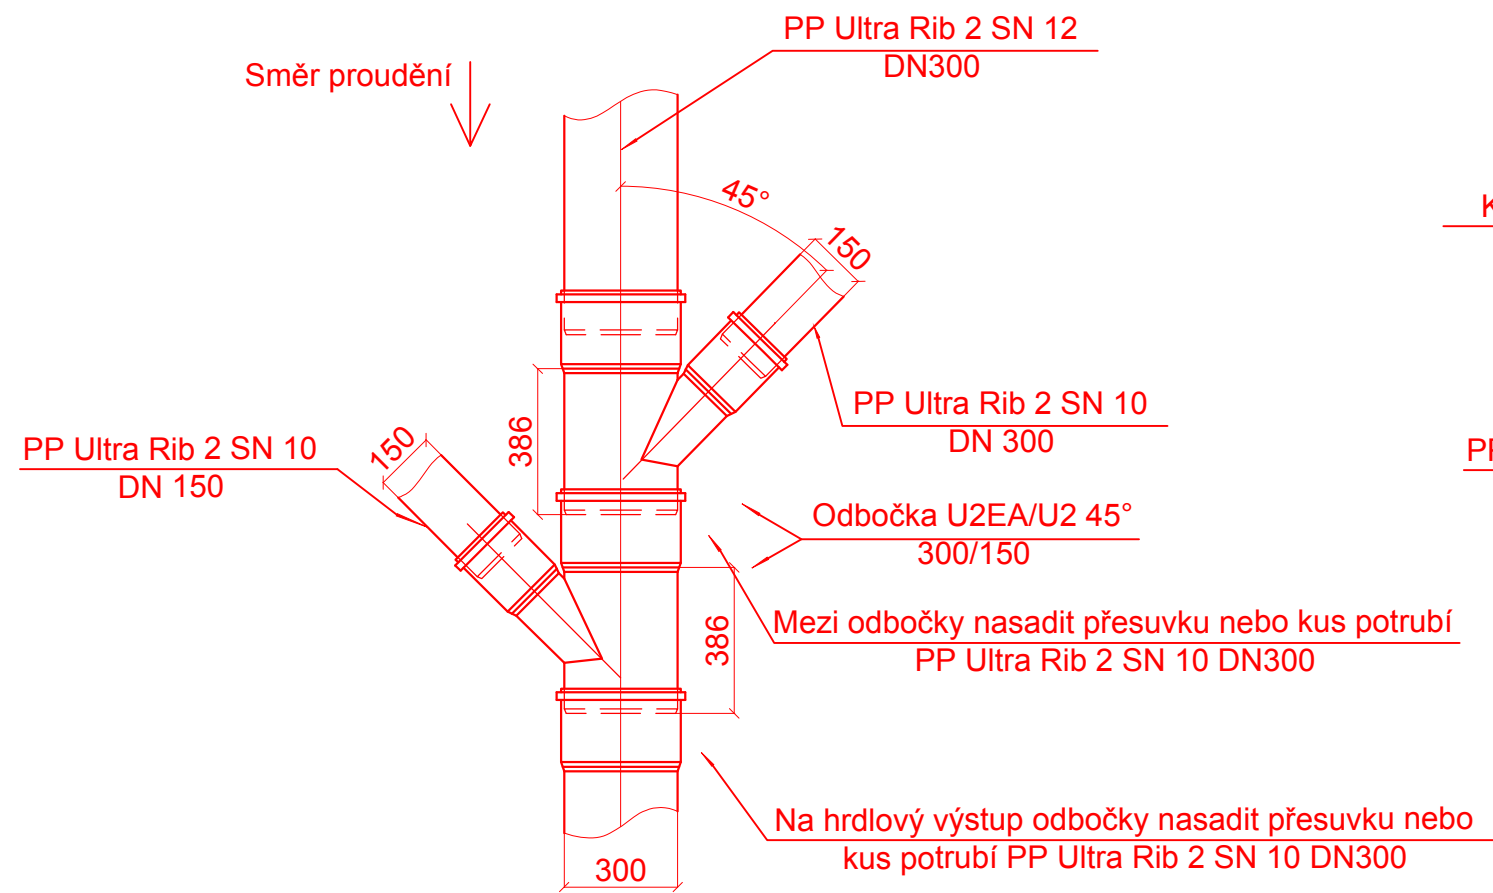 PP Ultra Rib 2 SN 12
DN300
Směr proudění
45°
150
K
PP Ultra Rib 2 SN 10
DN 300
386
150
PP Ultra Rib 2 SN 10
DN 150
PP
Odbočka U2EA/U2 45°
300/150
386
Mezi odbočky nasadit přesuvku nebo kus potrubí
PP Ultra Rib 2 SN 10 DN300
Na hrdlový výstup odbočky nasadit přesuvku nebo
kus potrubí PP Ultra Rib 2 SN 10 DN300
300